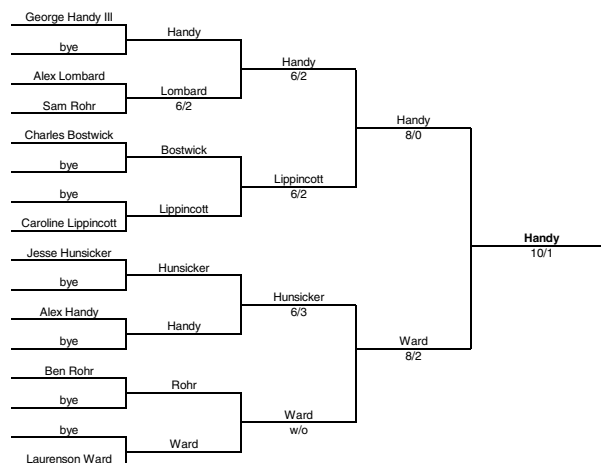 George Handy III
bye
Handy
Alex Lombard
Sam Rohr
Lombard
6/2
Handy
6/2
Charles Bostwick
bye
Bostwick
bye
Caroline Lippincott
Lippincott
Lippincott
6/2
Handy
8/0
Jesse Hunsicker
bye
Hunsicker
Alex Handy
bye
Handy
Hunsicker
6/3
Ben Rohr
bye
Rohr
bye
Laurenson Ward
Ward
Ward
w/o
Ward
8/2
Handy
10/1